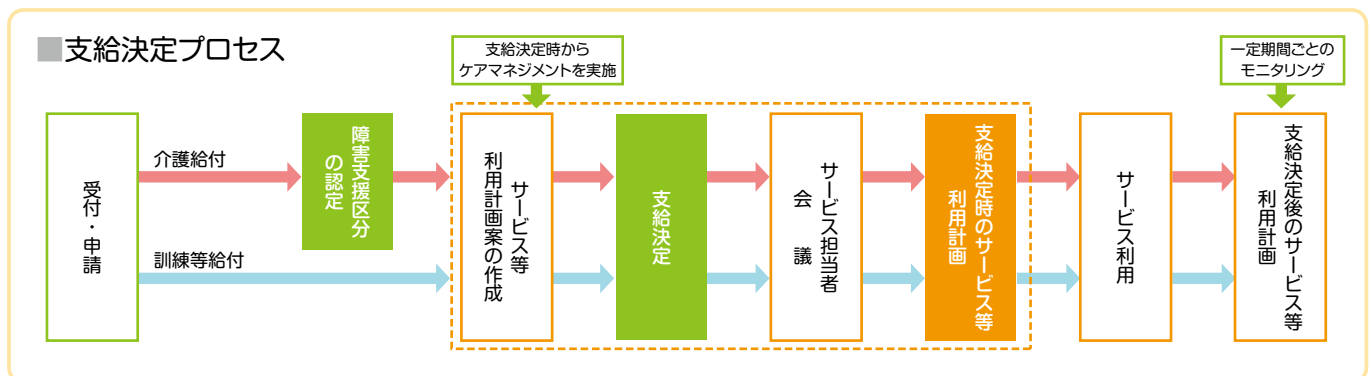 ■支給決定プロセス
支給決定時から
ケアマネジメントを実施
一定期間ごとの
モニタリング
受付・申請
介護給付
訓練等給付
障害支援区分
の認定
サービス等
利用計画案の作成
支給決定
サービス担当者
会議
支給決定時のサービス等
利用計画
サービス利用
支給決定後のサービス等
利用計画